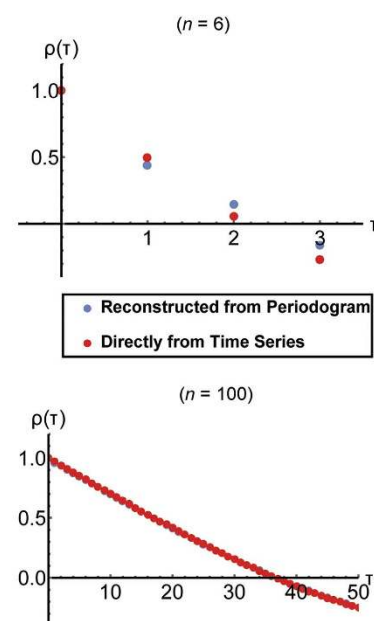 (n = 6)
ρ(τ)
1.0
0.5
1 2 3 τ
Reconstructed from Periodogram
Directly from Time Series
(n = 100)
ρ(τ)
1.0
0.5
0.0
10 20 30 40 50 τ